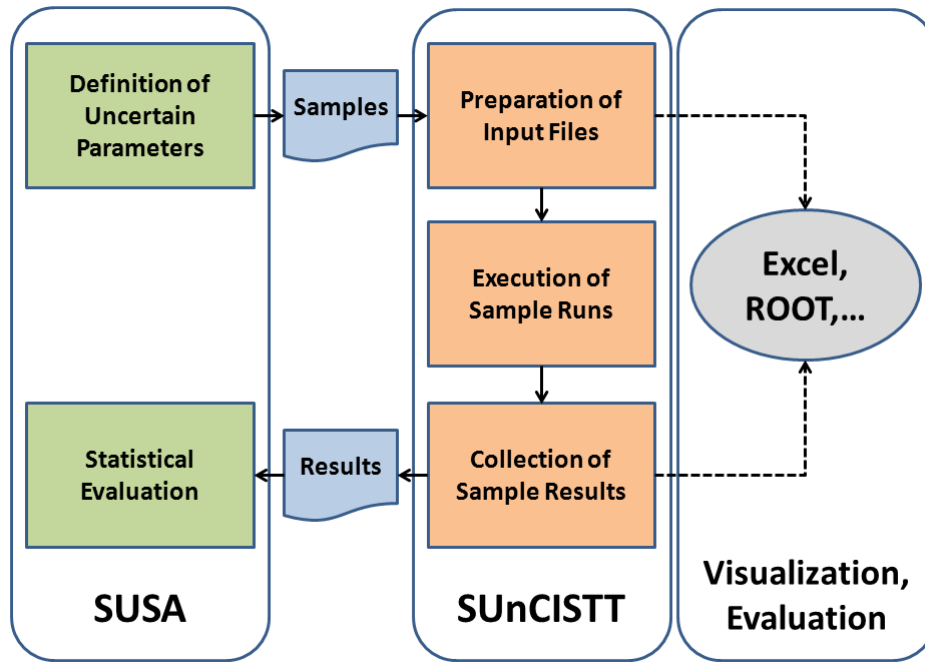 Definition of
Uncertain
Parameters
Samples
Preparation of
Input Files
Execution of
Sample Runs
Excel,
ROOT,...
Statistical
Evaluation
Results
Collection of
Sample Results
SUSA
SUnCISTT
Visualization,
Evaluation